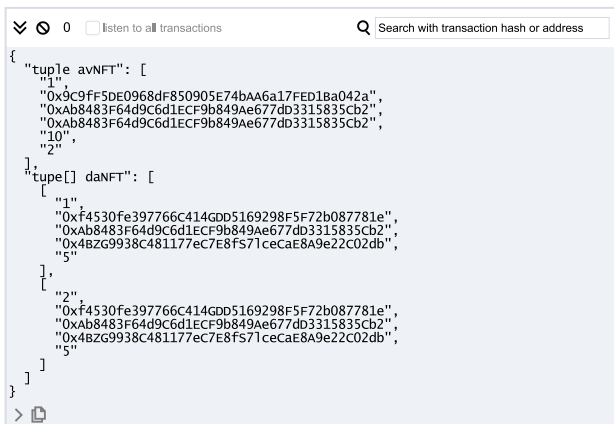 0 listen to all transactions Search with transaction hash or address
{
"tuple avNFT": [
"1",
"0x9C9fF5DE0968dF850905E74bAA6a17FED1Ba042a",
"0xAb8483F64d9C6d1ECF9b849Ae677dD3315835Cb2",
"0xAb8483F64d9C6d1ECF9b849Ae677dD3315835Cb2",
"10",
"2"
],
"tupe[] daNFT": [
[
"1",
"0xf4530fe397766C414GDD5169298F5F72b087781e",
"0xAb8483F64d9C6d1ECF9b849Ae677dD3315835Cb2",
"0x4BZG9938C481177eC7E8fS7lceCaE8A9e22C02db",
"5"
],
[
"2",
"0xf4530fe397766C414GDD5169298F5F72b087781e",
"0xAb8483F64d9C6d1ECF9b849Ae677dD3315835Cb2",
"0x4BZG9938C481177eC7E8fS7lceCaE8A9e22C02db",
"5"
]
]
}
>